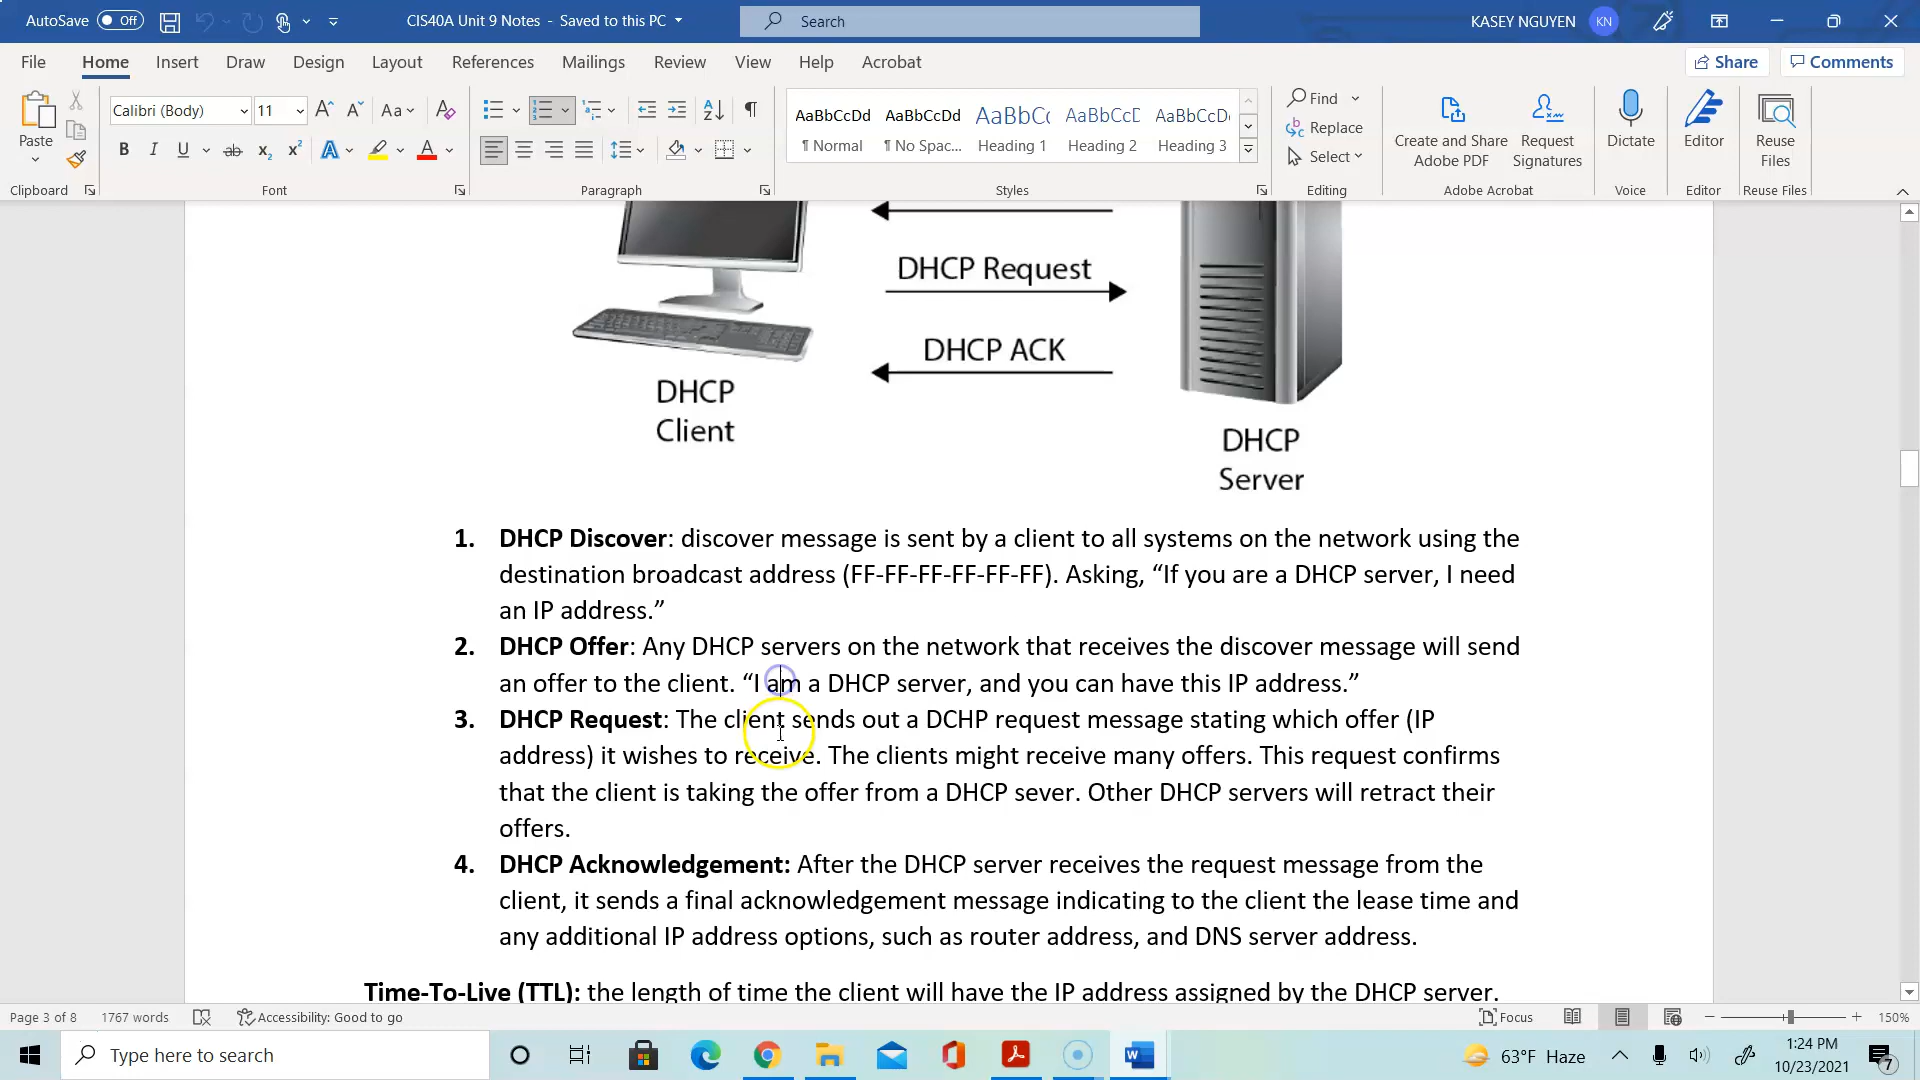 AutoSave Off CIS40A Unit 9 Notes - Saved to this PC Search KASEY NGUYEN KN
File Home Insert Draw Design Layout References Mailings Review View Help Acrobat Share Comments
Calibri (Body) 11 Aa AaBbCcDd AaBbCcDd AaBbCc AaBbCcD AaBbCcDd Find
Paste B I U ab x₂ x² A A ¶ Normal ¶ No Spac... Heading 1 Heading 2 Heading 3 Replace
Select
Create and Share Adobe PDF
Request Signatures
Dictate
Editor
Reuse Files
Clipboard Font Paragraph Styles Editing Adobe Acrobat Voice Editor Reuse Files
DHCP Request
DHCP ACK
DHCP
Client
DHCP
Server
1. DHCP Discover: discover message is sent by a client to all systems on the network using the
destination broadcast address (FF-FF-FF-FF-FF-FF). Asking, “If you are a DHCP server, I need
an IP address.”
2. DHCP Offer: Any DHCP servers on the network that receives the discover message will send
an offer to the client. “I am a DHCP server, and you can have this IP address.”
3. DHCP Request: The client sends out a DCHP request message stating which offer (IP
address) it wishes to receive. The clients might receive many offers. This request confirms
that the client is taking the offer from a DHCP sever. Other DHCP servers will retract their
offers.
4. DHCP Acknowledgement: After the DHCP server receives the request message from the
client, it sends a final acknowledgement message indicating to the client the lease time and
any additional IP address options, such as router address, and DNS server address.
Time-To-Live (TTL): the length of time the client will have the IP address assigned by the DHCP server.
Page 3 of 8 1767 words Accessibility: Good to go Focus 150%
Type here to search 63°F Haze 1:24 PM
10/23/2021 7